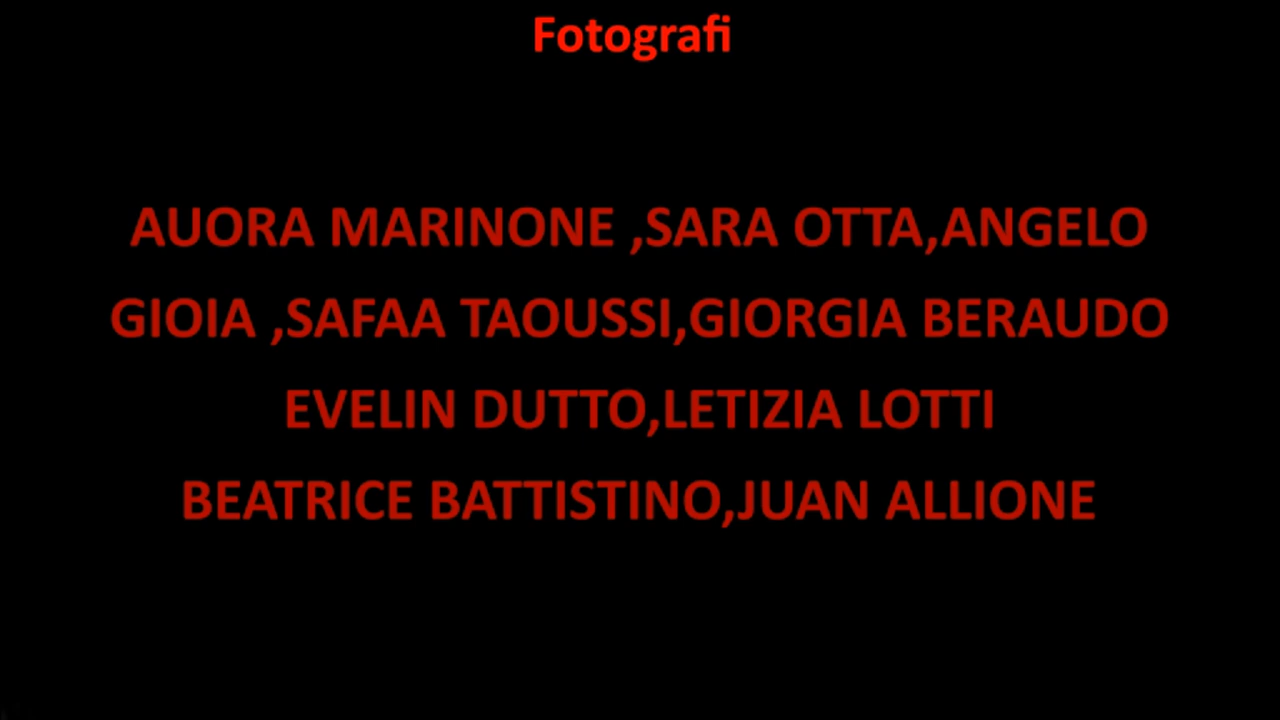 Fotografi
AUORA MARINONE ,SARA OTTA,ANGELO
GIOIA ,SAFAA TAOUSSI,GIORGIA BERAUDO
EVELIN DUTTO,LETIZIA LOTTI
BEATRICE BATTISTINO,JUAN ALLIONE